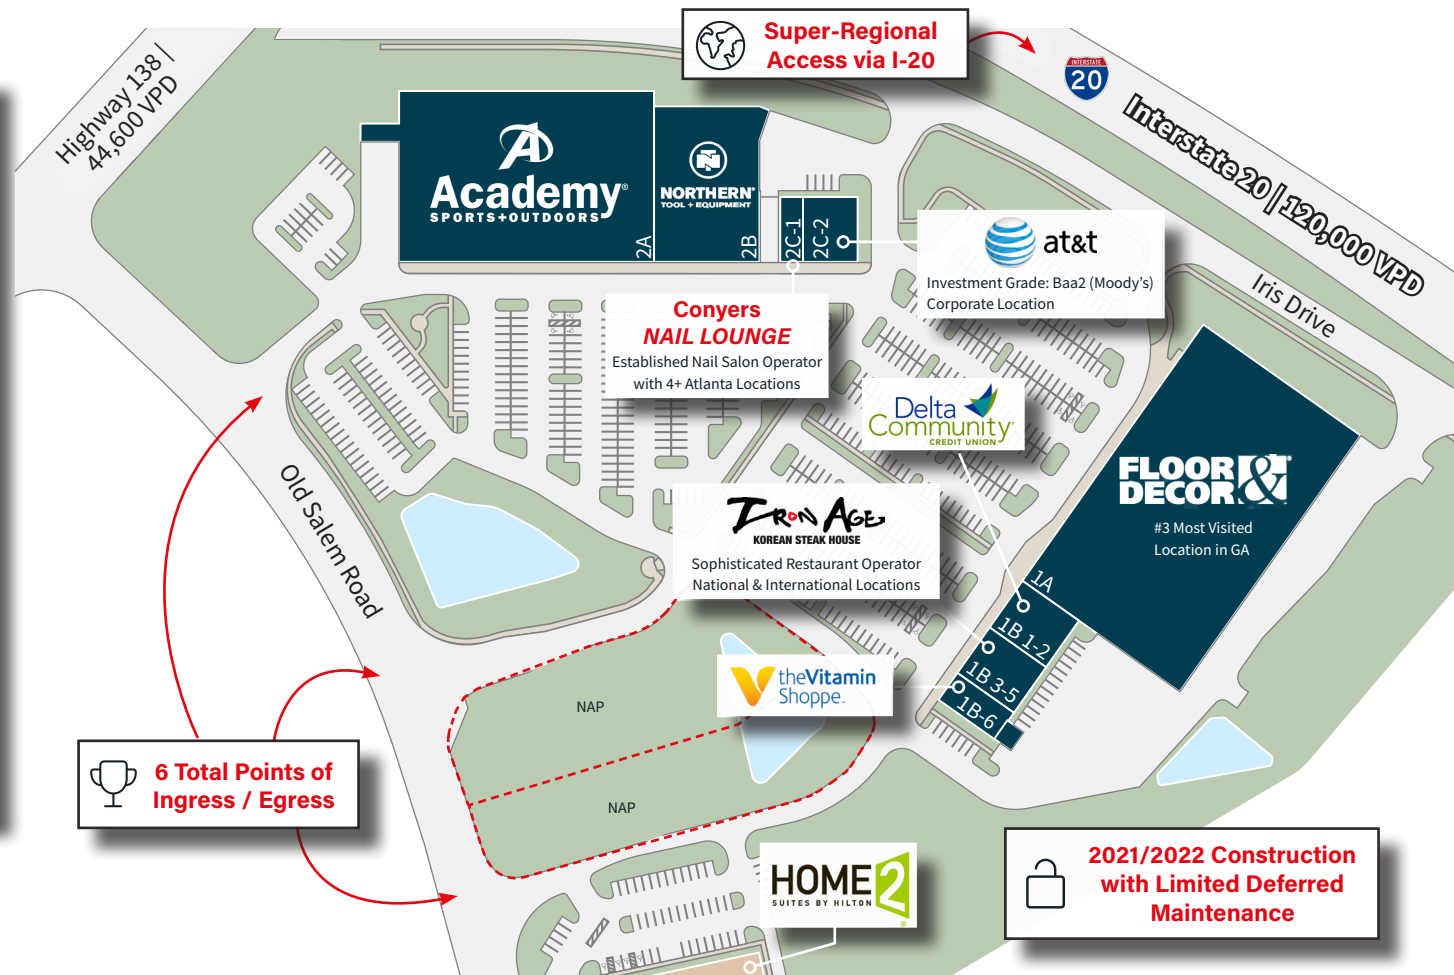 Super-Regional
Access via I-20
INTERSTATE
20
Highway 138 |
44,600 VPD
Interstate 20 | 120,000 VPD
Iris Drive
Academy
SPORTS+OUTDOORS
2A
NORTHERN
TOOL + EQUIPMENT
2B
2C-1
2C-2
at&t
Investment Grade: Baa2 (Moody's)
Corporate Location
Conyers
NAIL LOUNGE
Established Nail Salon Operator
with 4+ Atlanta Locations
Delta
Community
CREDIT UNION
FLOOR &
DECOR
#3 Most Visited
Location in GA
Old Salem Road
IRON AGE
KOREAN STEAK HOUSE
Sophisticated Restaurant Operator
National & International Locations
1A
1B 1-2
1B 3-5
1B-6
theVitamin
Shoppe
NAP
NAP
6 Total Points of
Ingress / Egress
HOME2
SUITES BY HILTON
2021/2022 Construction
with Limited Deferred
Maintenance